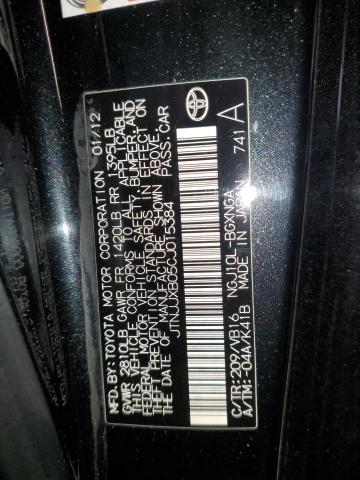 MFD.BY:TOYOTA MOTOR CORPORATION 01/12
GVWR 2810LB GAWR FR 1420LB RR 1395LB
THIS VEHICLE CONFORMS TO ALL APPLICABLE
FEDERAL MOTOR VEHICLE SAFETY,BUMPER,AND
THEFT PREVENTION STANDARDS IN EFFECT ON
THE DATE OF MANUFACTURE SHOWN ABOVE.
JTNJJXB05CJ015384 PASS.CAR
C/TR:209/VB16 NGJ10L-BGXNGA
A/TM:-04A/K41B MADE IN JAPAN 741 A